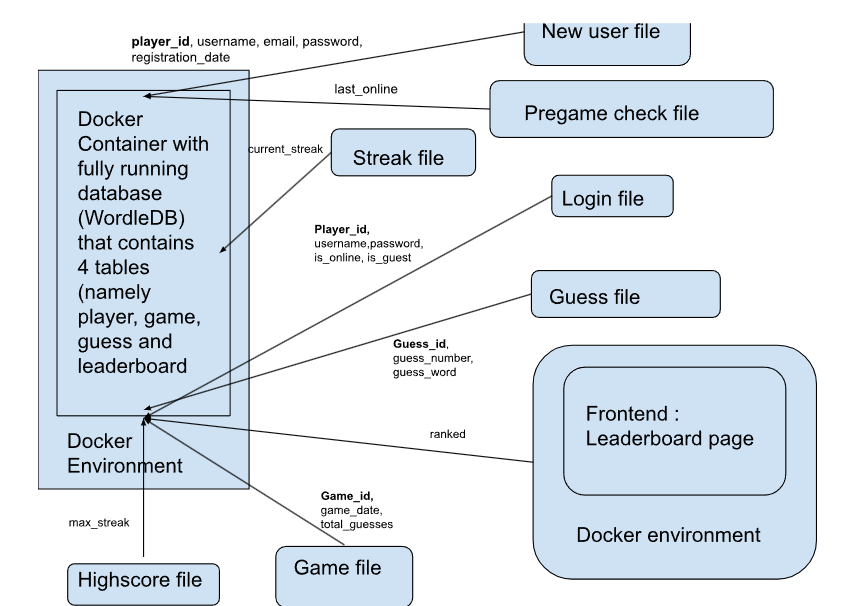 New user file
player_id, username, email, password,
registration_date
last_online
Pregame check file
Docker
Container with
fully running
database
(WordleDB)
that contains
4 tables
(namely
player, game,
guess and
leaderboard
current_streak
Streak file
Login file
Player_id,
username,password,
is_online, is_guest
Guess file
Guess_id,
guess_number,
guess_word
Frontend :
Leaderboard page
Docker environment
ranked
Docker
Environment
Game_id,
game_date,
total_guesses
max_streak
Highscore file
Game file